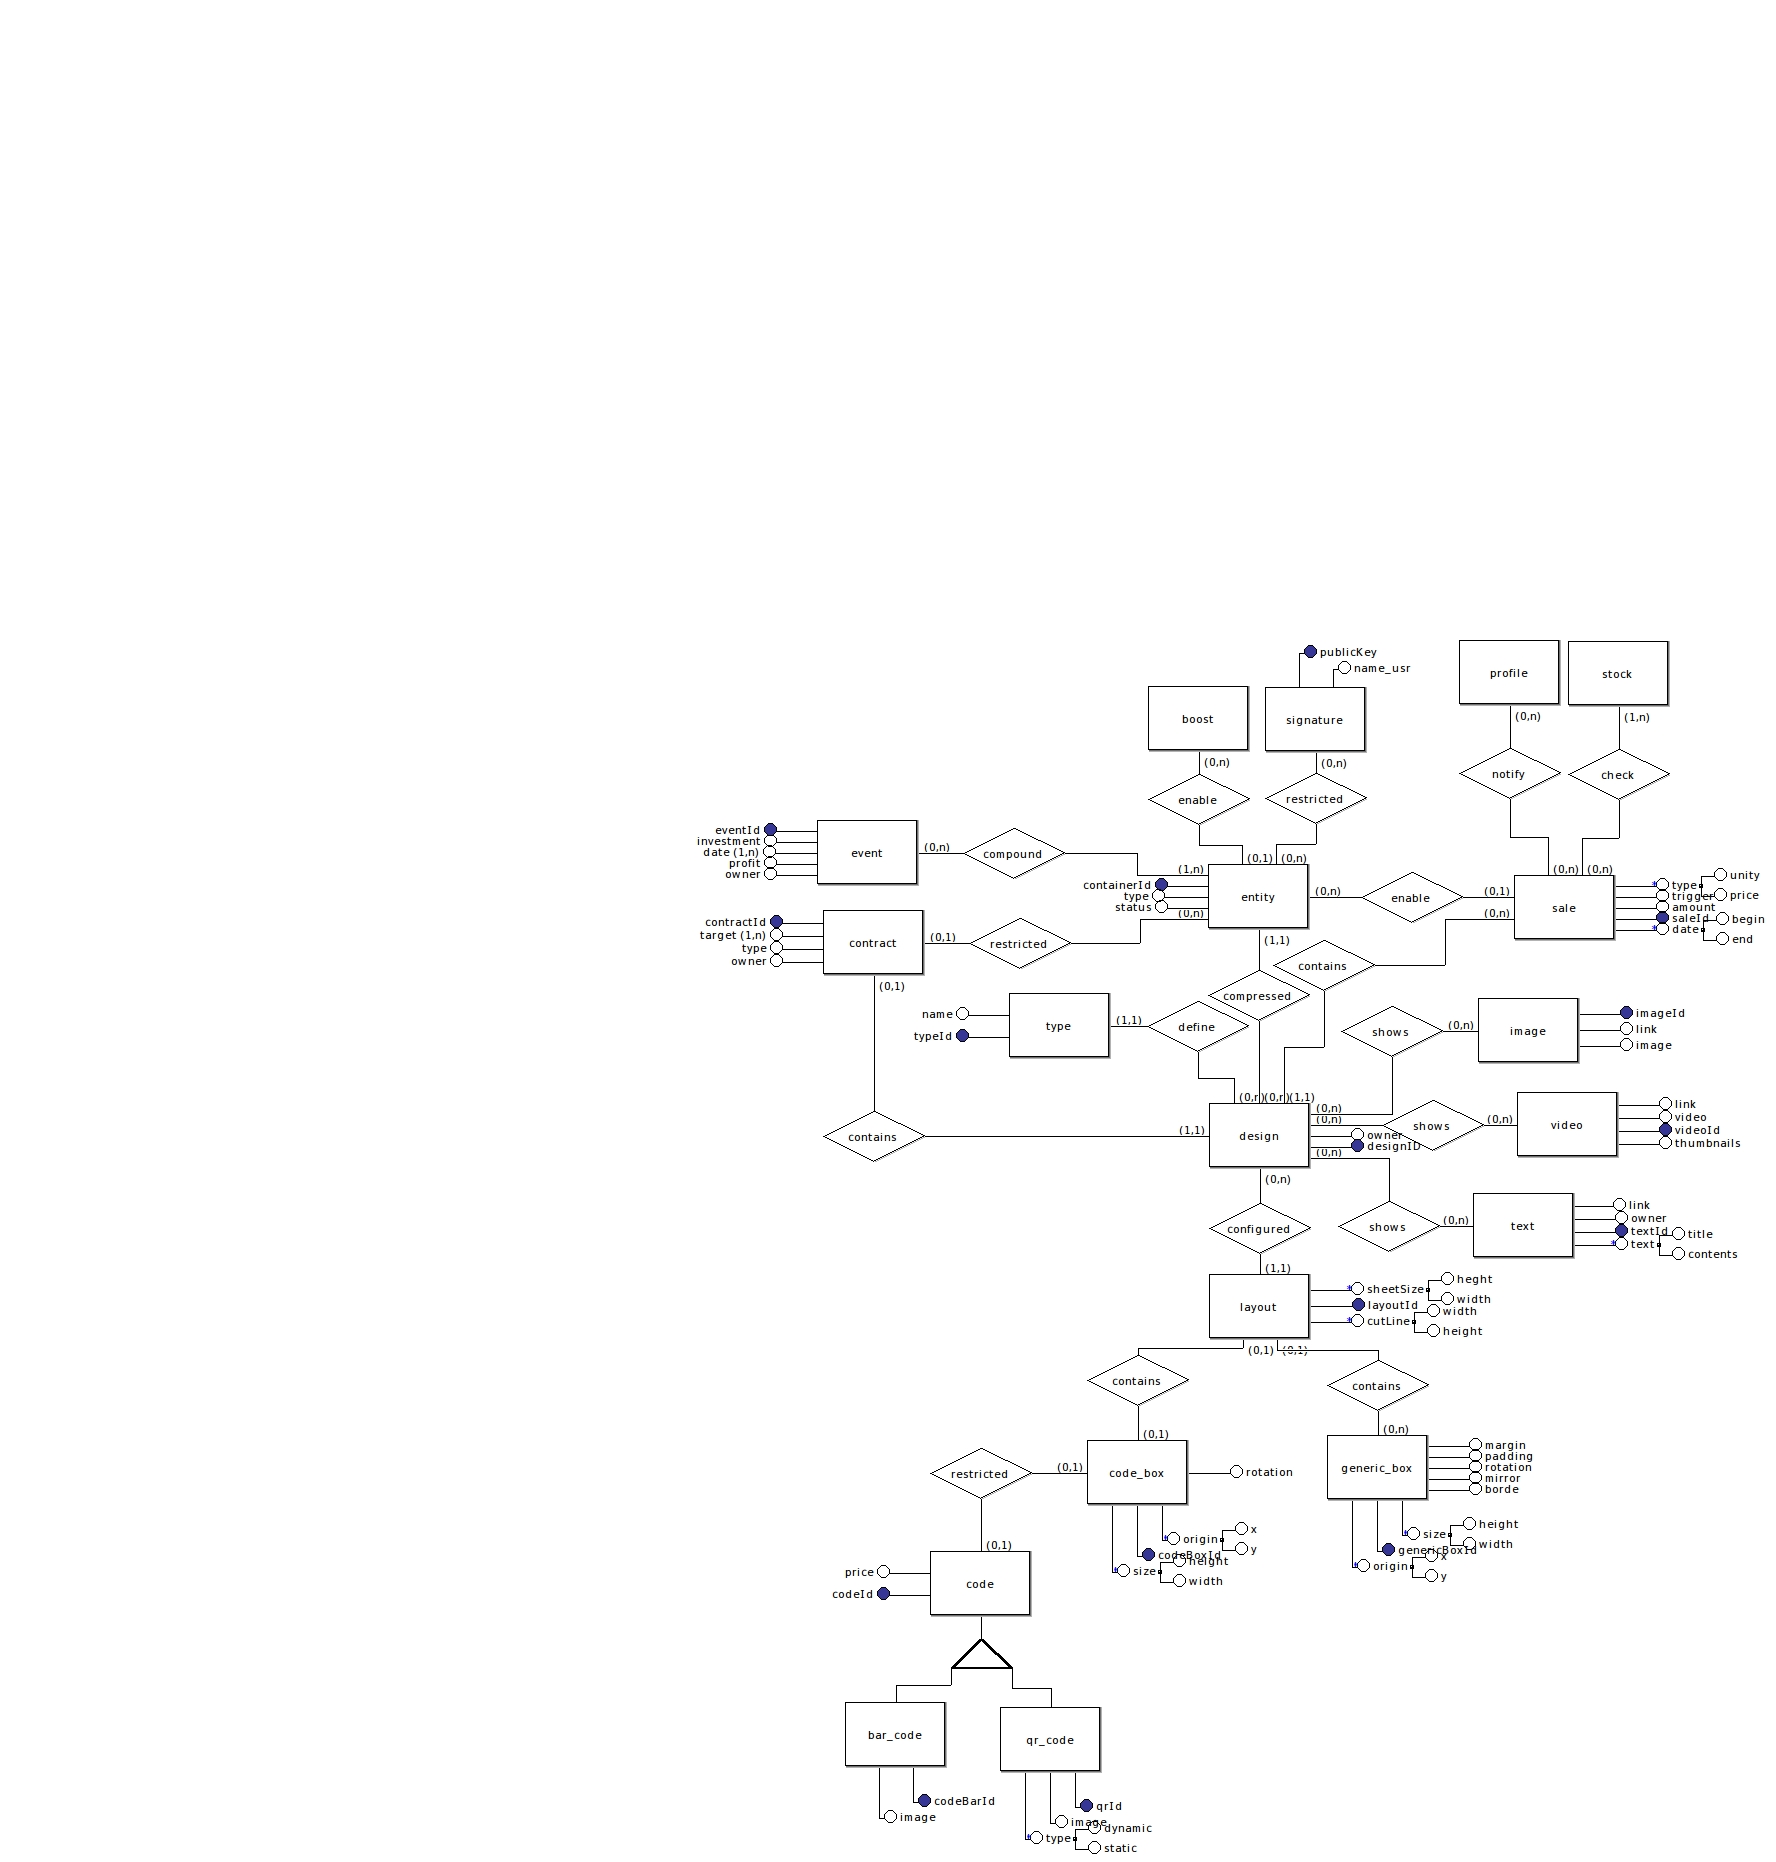 publicKey
name_usr
profile
stock
boost
signature
(0,n)
(1,n)
(0,n)
(0,n)
notify
check
enable
restricted
eventId
investment
date (1,n)
profit
owner
event
(0,n)
compound
(1,n)
(0,1)
(0,n)
containerId
type
status
(0,n)
entity
(0,n)
enable
(0,1)
(0,n)
(0,n)
(0,n)
sale
type
unity
price
trigger
amount
saleId
date
begin
end
contractId
target (1,n)
type
owner
contract
(0,1)
restricted
(0,1)
(1,1)
contains
compressed
name
typeId
type
(1,1)
define
shows
(0,n)
image
imageId
link
image
contains
(1,1)
(0,n)
(0,n)
(1,1)
design
(0,n)
(0,n)
owner
designID
(0,n)
shows
(0,n)
video
link
video
videoId
thumbnails
(0,n)
configured
(1,1)
shows
(0,n)
text
link
owner
textId
text
title
contents
layout
sheetSize
heght
width
layoutId
cutLine
width
height
(0,1)
(0,1)
contains
contains
(0,1)
(0,n)
restricted
(0,1)
code_box
rotation
generic_box
margin
padding
rotation
mirror
borde
origin
x
y
codeBoxId
size
height
width
size
height
width
genericBoxId
origin
x
y
(0,1)
price
codeId
code
bar_code
qr_code
codeBarId
image
qrId
image
type
dynamic
static